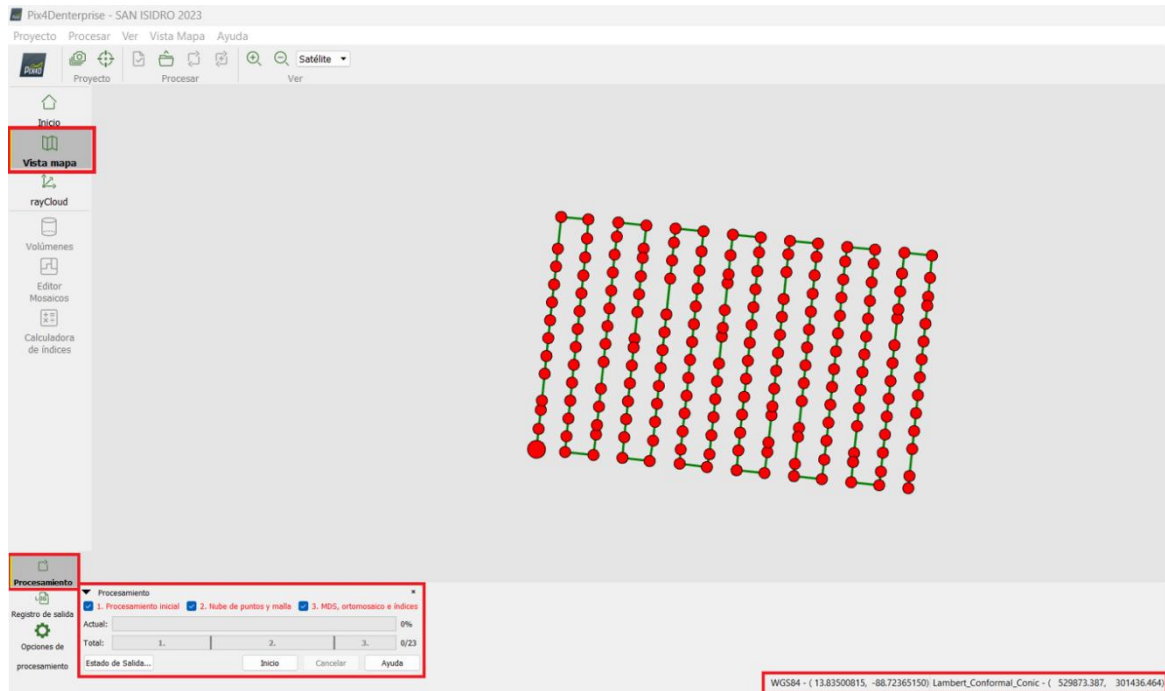 Pix4Denterprise - SAN ISIDRO 2023
Proyecto Procesar Ver Vista Mapa Ayuda
Satélite
Proyecto Procesar Ver
Inicio
Vista mapa
rayCloud
Volúmenes
Editor
Mosaicos
Calculadora
de índices
Procesamiento
Registro de salida
Opciones de
procesamiento
Procesamiento
1. Procesamiento inicial 2. Nube de puntos y malla 3. MDS, ortomosaico e índices
Actual: 0%
Total: 1. 2. 3. 0/23
Estado de Salida... Inicio Cancelar Ayuda
WGS84 - ( 13.83500815, -88.72365150) Lambert_Conformal_Conic - ( 529873.387, 301436.464)